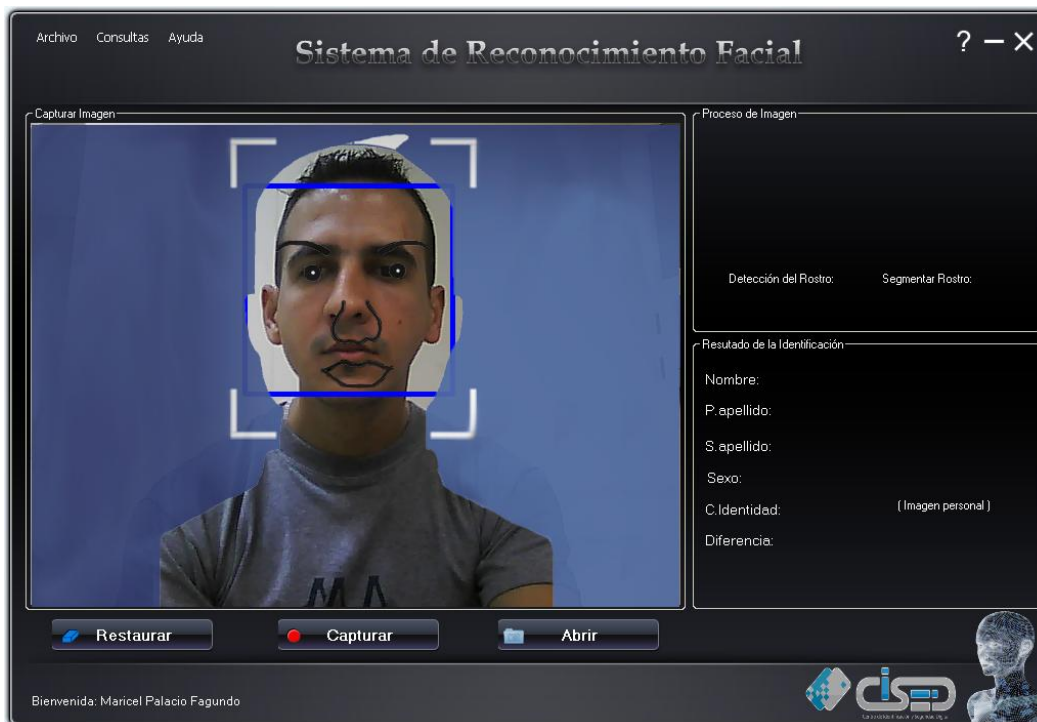 Archivo Consultas Ayuda
Sistema de Reconocimiento Facial
? — ×
Capturar Imagen
Proceso de Imagen
Detección del Rostro: Segmentar Rostro:
Resutado de la Identificación
Nombre:
P.apellido:
S.apellido:
Sexo:
C.Identidad:
( Imagen personal )
Diferencia:
MA
Restaurar Capturar Abrir
Bienvenida: Maricel Palacio Fagundo
CISED